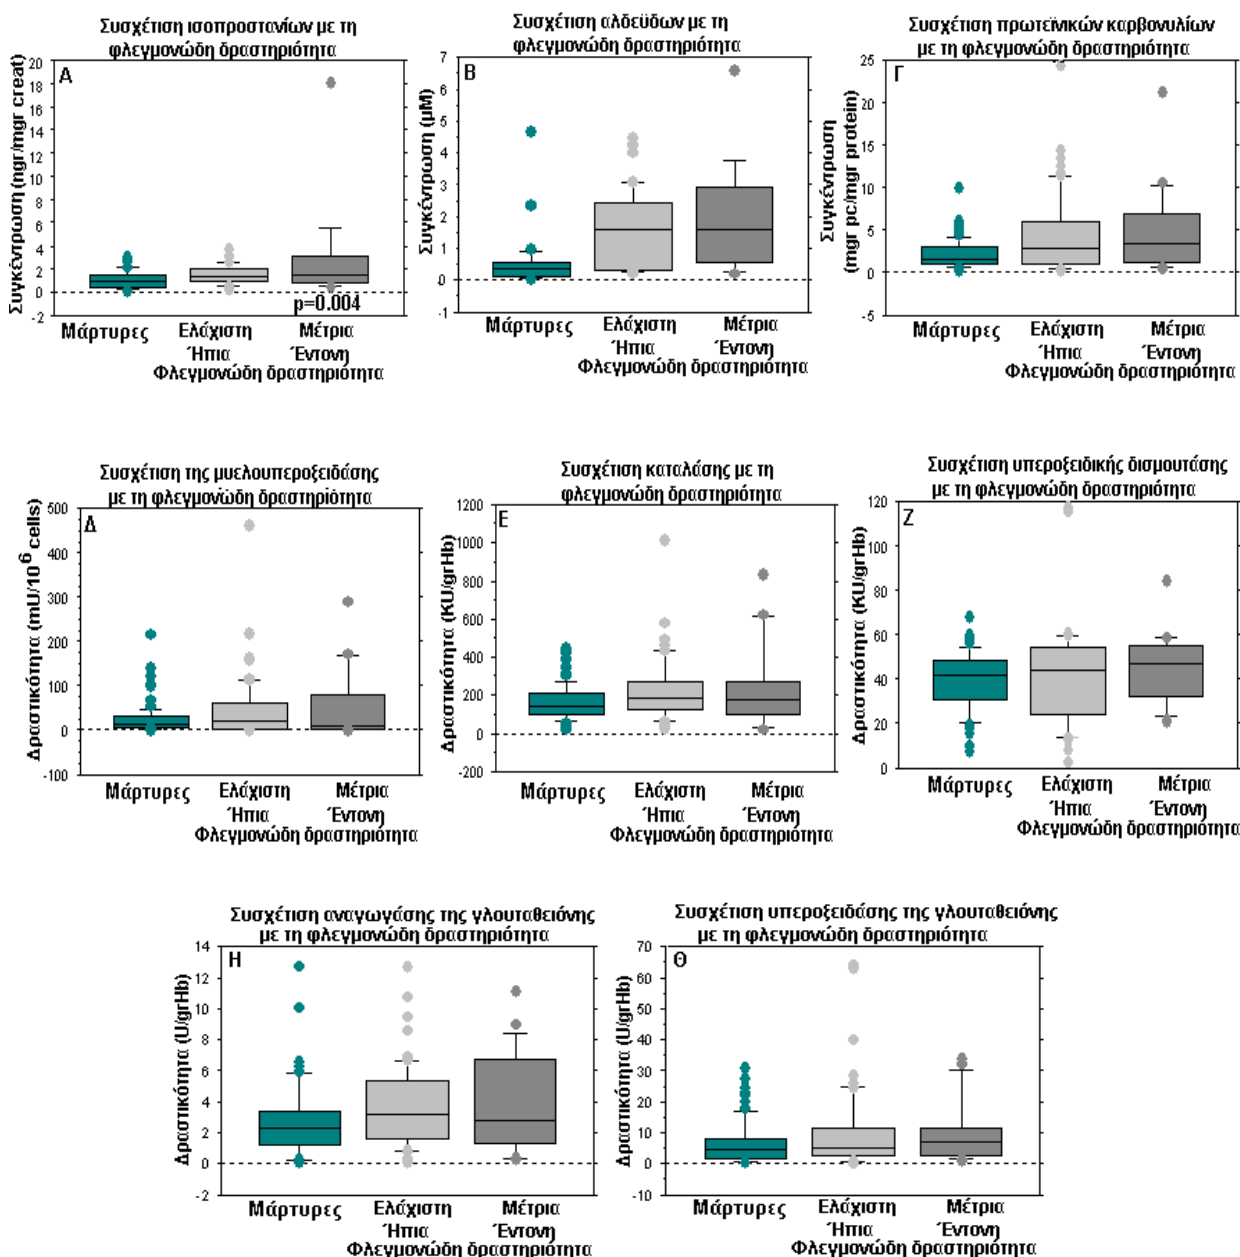 Συσχέτιση ισοπροστανίων με τη
φλεγμονώδη δραστηριότητα
A
Συγκέντρωση (ngr/mgr creat)
20
18
16
14
12
10
8
6
4
2
0
-2
p=0.004
Μάρτυρες
Ελάχιστη
Ήπια
Μέτρια
Έντονη
Φλεγμονώδη δραστηριότητα
Συσχέτιση αλδεϋδων με τη
φλεγμονώδη δραστηριότητα
B
Συγκέντρωση (μM)
7
6
5
4
3
2
1
0
-1
Μάρτυρες
Ελάχιστη
Ήπια
Μέτρια
Έντονη
Φλεγμονώδη δραστηριότητα
Συσχέτιση πρωτεϊνικών καρβονυλίων
με τη φλεγμονώδη δραστηριότητα
Γ
Συγκέντρωση
(mgr pc/mgr protein)
25
20
15
10
5
0
-5
Μάρτυρες
Ελάχιστη
Ήπια
Μέτρια
Έντονη
Φλεγμονώδη δραστηριότητα
Συσχέτιση της μυελουπεροξειδάσης
με τη φλεγμονώδη δραστηριότητα
Δ
Δραστικότητα (mU/10⁶ cells)
500
400
300
200
100
0
-100
Μάρτυρες
Ελάχιστη
Ήπια
Μέτρια
Έντονη
Φλεγμονώδη δραστηριότητα
Συσχέτιση καταλάσης με τη
φλεγμονώδη δραστηριότητα
E
Δραστικότητα (KU/grHb)
1200
1000
800
600
400
200
0
-200
Μάρτυρες
Ελάχιστη
Ήπια
Μέτρια
Έντονη
Φλεγμονώδη δραστηριότητα
Συσχέτιση υπεροξειδικής δισμουτάσης
με τη φλεγμονώδη δραστηριότητα
Z
Δραστικότητα (KU/grHb)
120
100
80
60
40
20
0
Μάρτυρες
Ελάχιστη
Ήπια
Μέτρια
Έντονη
Φλεγμονώδη δραστηριότητα
Συσχέτιση αναγωγάσης της γλουταθειόνης
με τη φλεγμονώδη δραστηριότητα
H
Δραστικότητα (U/grHb)
14
12
10
8
6
4
2
0
-2
Μάρτυρες
Ελάχιστη
Ήπια
Μέτρια
Έντονη
Φλεγμονώδη δραστηριότητα
Συσχέτιση υπεροξειδάσης της γλουταθειόνης
με τη φλεγμονώδη δραστηριότητα
Θ
Δραστικότητα (U/grHb)
70
60
50
40
30
20
10
0
-10
Μάρτυρες
Ελάχιστη
Ήπια
Μέτρια
Έντονη
Φλεγμονώδη δραστηριότητα